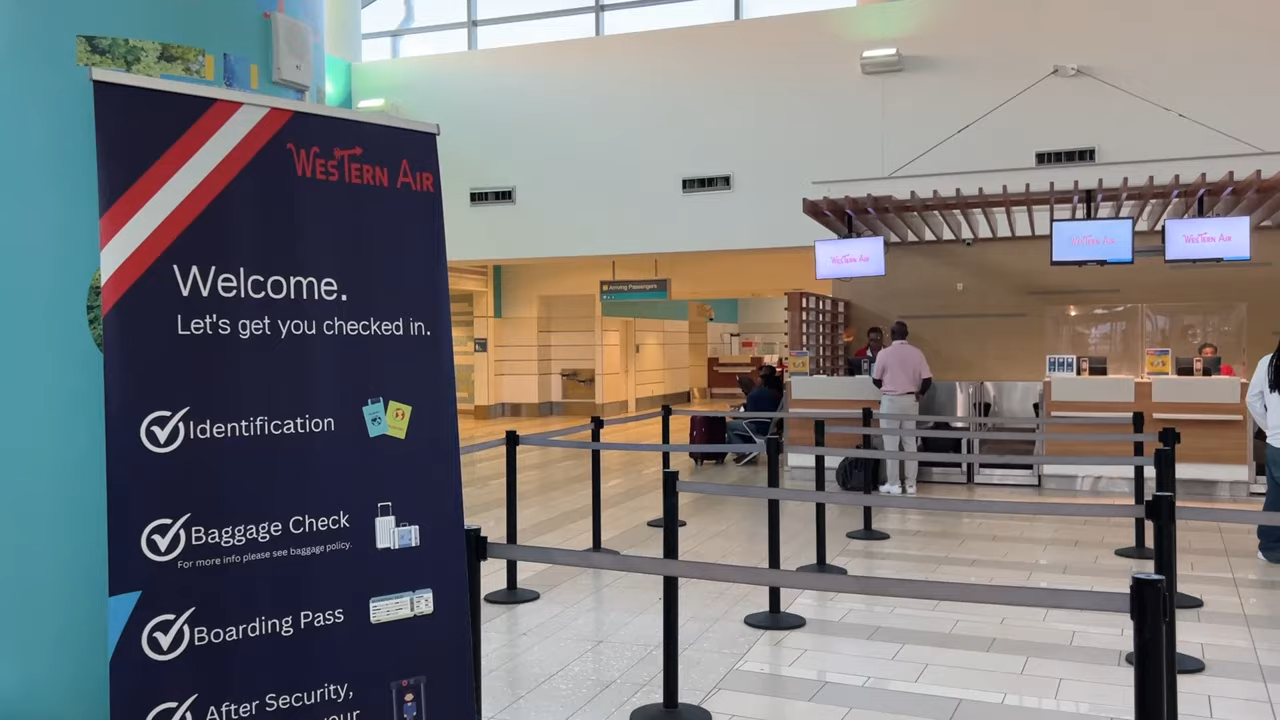 Western Air
Welcome.
Let's get you checked in.
Identification
Baggage Check
For more info please see baggage policy.
Boarding Pass
After Security,
your
Arriving Passengers
Western Air
Western Air
Western Air